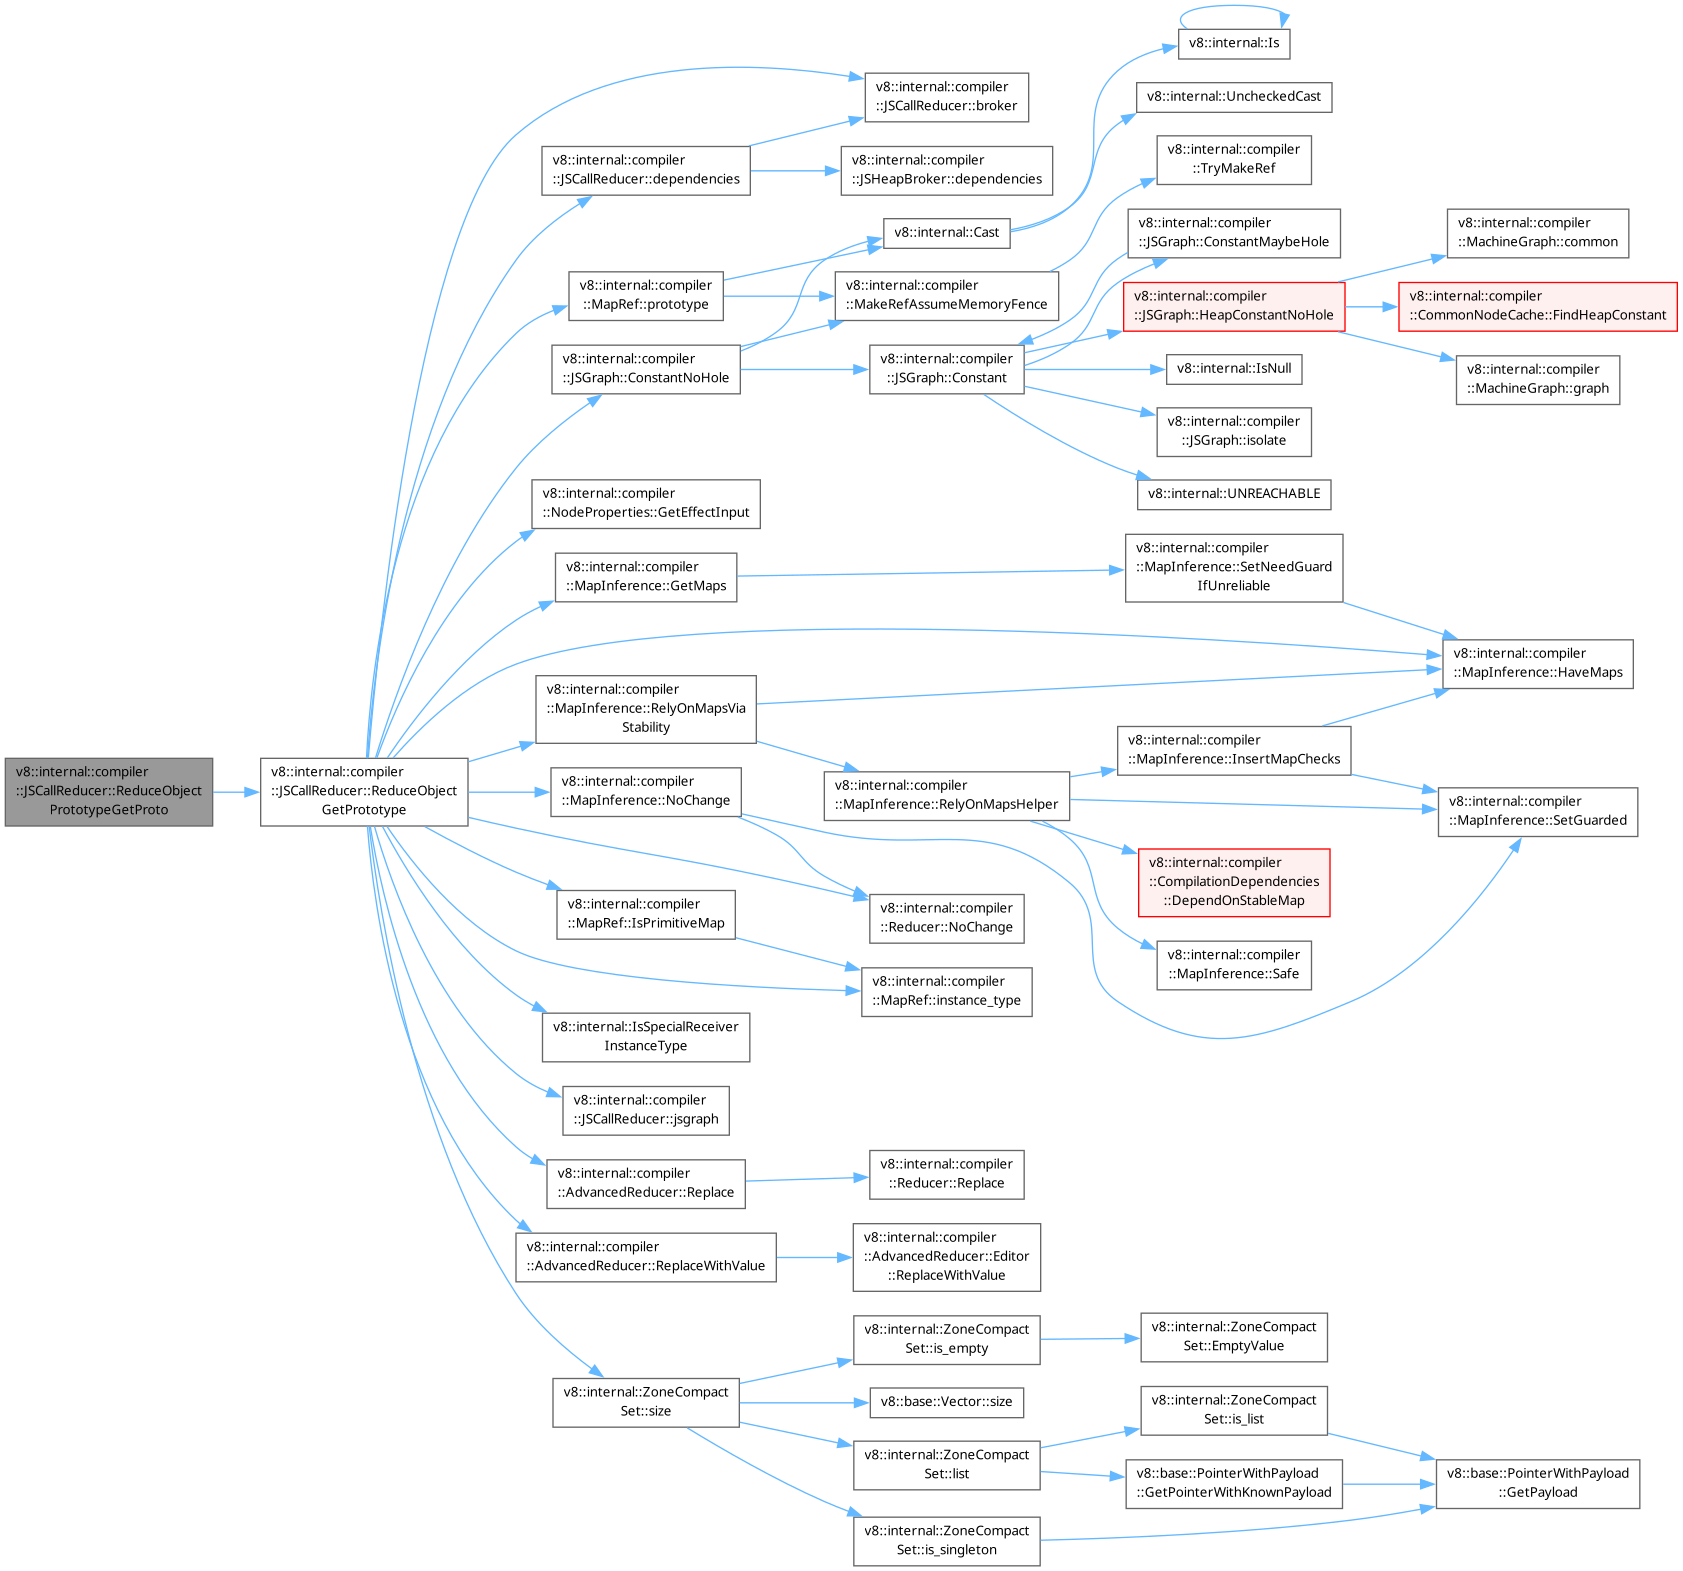 v8::internal::compiler
::JSCallReducer::ReduceObject
PrototypeGetProto
v8::internal::compiler
::JSCallReducer::ReduceObject
GetPrototype
v8::internal::compiler
::JSCallReducer::broker
v8::internal::compiler
::JSCallReducer::dependencies
v8::internal::compiler
::JSHeapBroker::dependencies
v8::internal::compiler
::MapRef::prototype
v8::internal::Cast
v8::internal::Is
v8::internal::UncheckedCast
v8::internal::compiler
::MakeRefAssumeMemoryFence
v8::internal::compiler
::TryMakeRef
v8::internal::compiler
::JSGraph::ConstantNoHole
v8::internal::compiler
::JSGraph::Constant
v8::internal::compiler
::JSGraph::ConstantMaybeHole
v8::internal::compiler
::JSGraph::HeapConstantNoHole
v8::internal::compiler
::MachineGraph::common
v8::internal::compiler
::CommonNodeCache::FindHeapConstant
v8::internal::compiler
::MachineGraph::graph
v8::internal::IsNull
v8::internal::compiler
::JSGraph::isolate
v8::internal::UNREACHABLE
v8::internal::compiler
::NodeProperties::GetEffectInput
v8::internal::compiler
::MapInference::GetMaps
v8::internal::compiler
::MapInference::SetNeedGuard
IfUnreliable
v8::internal::compiler
::MapInference::HaveMaps
v8::internal::compiler
::MapInference::RelyOnMapsVia
Stability
v8::internal::compiler
::MapInference::RelyOnMapsHelper
v8::internal::compiler
::MapInference::InsertMapChecks
v8::internal::compiler
::MapInference::SetGuarded
v8::internal::compiler
::CompilationDependencies
::DependOnStableMap
v8::internal::compiler
::MapInference::Safe
v8::internal::compiler
::MapInference::NoChange
v8::internal::compiler
::Reducer::NoChange
v8::internal::compiler
::MapRef::IsPrimitiveMap
v8::internal::compiler
::MapRef::instance_type
v8::internal::IsSpecialReceiver
InstanceType
v8::internal::compiler
::JSCallReducer::jsgraph
v8::internal::compiler
::AdvancedReducer::Replace
v8::internal::compiler
::Reducer::Replace
v8::internal::compiler
::AdvancedReducer::ReplaceWithValue
v8::internal::compiler
::AdvancedReducer::Editor
::ReplaceWithValue
v8::internal::ZoneCompact
Set::size
v8::internal::ZoneCompact
Set::is_empty
v8::internal::ZoneCompact
Set::EmptyValue
v8::base::Vector::size
v8::internal::ZoneCompact
Set::list
v8::internal::ZoneCompact
Set::is_list
v8::base::PointerWithPayload
::GetPointerWithKnownPayload
v8::base::PointerWithPayload
::GetPayload
v8::internal::ZoneCompact
Set::is_singleton